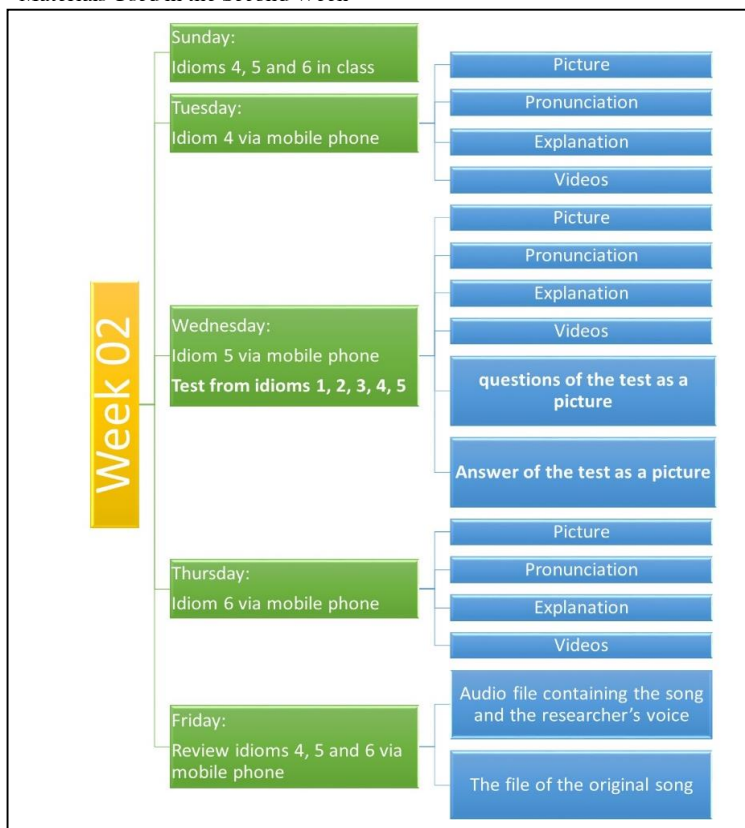 Materials Used in the Second Week
Week 02
Sunday:
Idioms 4, 5 and 6 in class
Tuesday:
Idiom 4 via mobile phone
Picture
Pronunciation
Explanation
Videos
Wednesday:
Idiom 5 via mobile phone
Test from idioms 1, 2, 3, 4, 5
Picture
Pronunciation
Explanation
Videos
questions of the test as a
picture
Answer of the test as a picture
Thursday:
Idiom 6 via mobile phone
Picture
Pronunciation
Explanation
Videos
Friday:
Review idioms 4, 5 and 6 via
mobile phone
Audio file containing the song
and the researcher's voice
The file of the original song